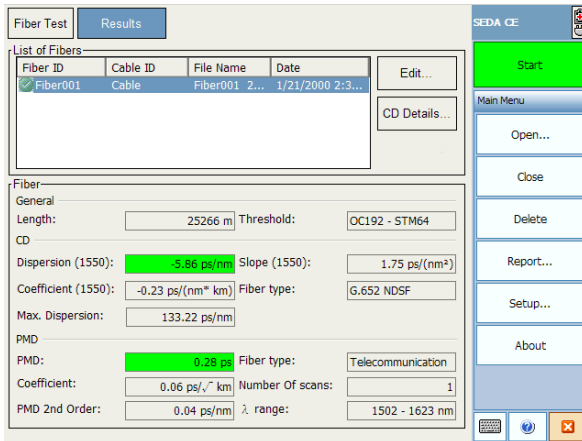 Fiber Test Results
SEDA CE
List of Fibers
Fiber ID Cable ID File Name Date
Fiber001 Cable Fiber001 2... 1/21/2000 2:3...
Edit...
CD Details...
Start
Main Menu
Open...
Close
Delete
Report...
Setup...
About
Fiber
General
Length: 25266 m Threshold: OC192 - STM64
CD
Dispersion (1550): -5.86 ps/nm Slope (1550): 1.75 ps/(nm²)
Coefficient (1550): -0.23 ps/(nm* km) Fiber type: G.652 NDSF
Max. Dispersion: 133.22 ps/nm
PMD
PMD: 0.28 ps Fiber type: Telecommunication
Coefficient: 0.06 ps/√ km Number Of scans: 1
PMD 2nd Order: 0.04 ps/nm λ range: 1502 - 1623 nm